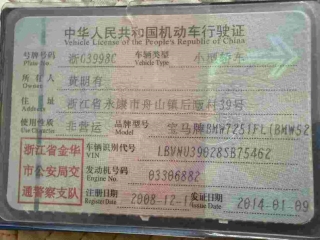 中华人民共和国机动车行驶证
Vehicle License of the People's Republic of China
号牌号码 浙G3998C 车辆类型 小型轿车
Plate No. Vehicle Type
所有人 黄昭有
Owner
住址 浙江省永康市舟山镇后版村39号
Address
使用性质 非营运 品牌型号 宝马牌BMW7251FL(BMW52
Use Character Model
浙江省金华
市公安局交
通警察支队
车辆识别代号 LBVNU39028SB75462
VIN
发动机号码 03306882
Engine No.
注册日期 2008-12-1 发证日期 2014-01-09
Register Date Issue Date